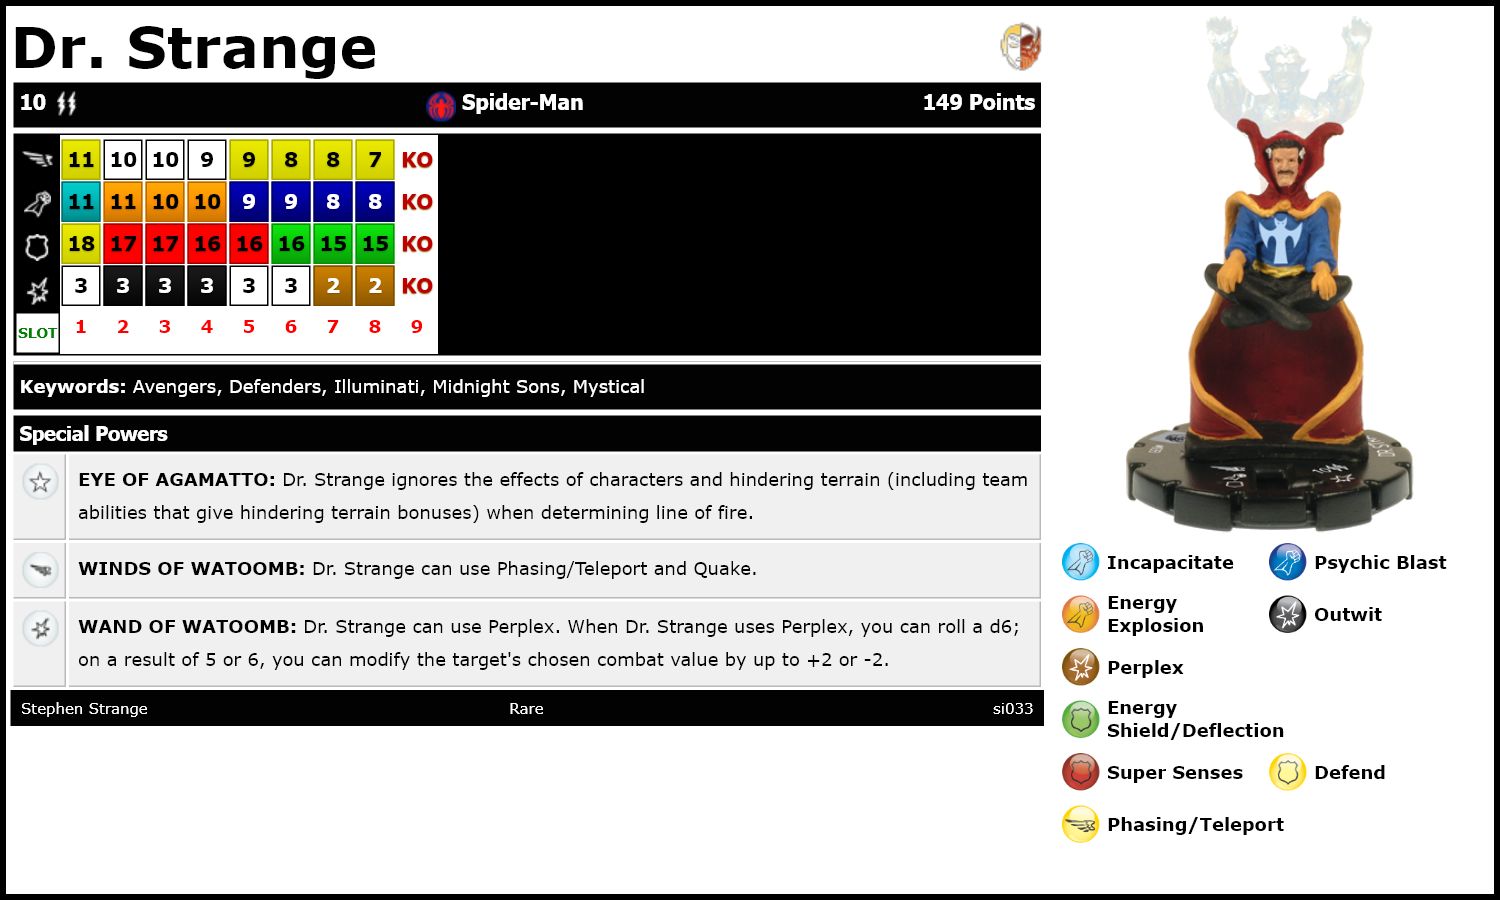 Dr. Strange
10 Spider-Man 149 Points
11 10 10 9 9 8 8 7 KO
11 11 10 10 9 9 8 8 KO
18 17 17 16 16 16 15 15 KO
3 3 3 3 3 3 2 2 KO
SLOT 1 2 3 4 5 6 7 8 9
Keywords: Avengers, Defenders, Illuminati, Midnight Sons, Mystical
Special Powers
EYE OF AGAMATTO: Dr. Strange ignores the effects of characters and hindering terrain (including team
abilities that give hindering terrain bonuses) when determining line of fire.
WINDS OF WATOOMB: Dr. Strange can use Phasing/Teleport and Quake.
WAND OF WATOOMB: Dr. Strange can use Perplex. When Dr. Strange uses Perplex, you can roll a d6;
on a result of 5 or 6, you can modify the target's chosen combat value by up to +2 or -2.
Stephen Strange Rare si033
Incapacitate Psychic Blast
Energy
Explosion
Outwit
Perplex
Energy
Shield/Deflection
Super Senses Defend
Phasing/Teleport